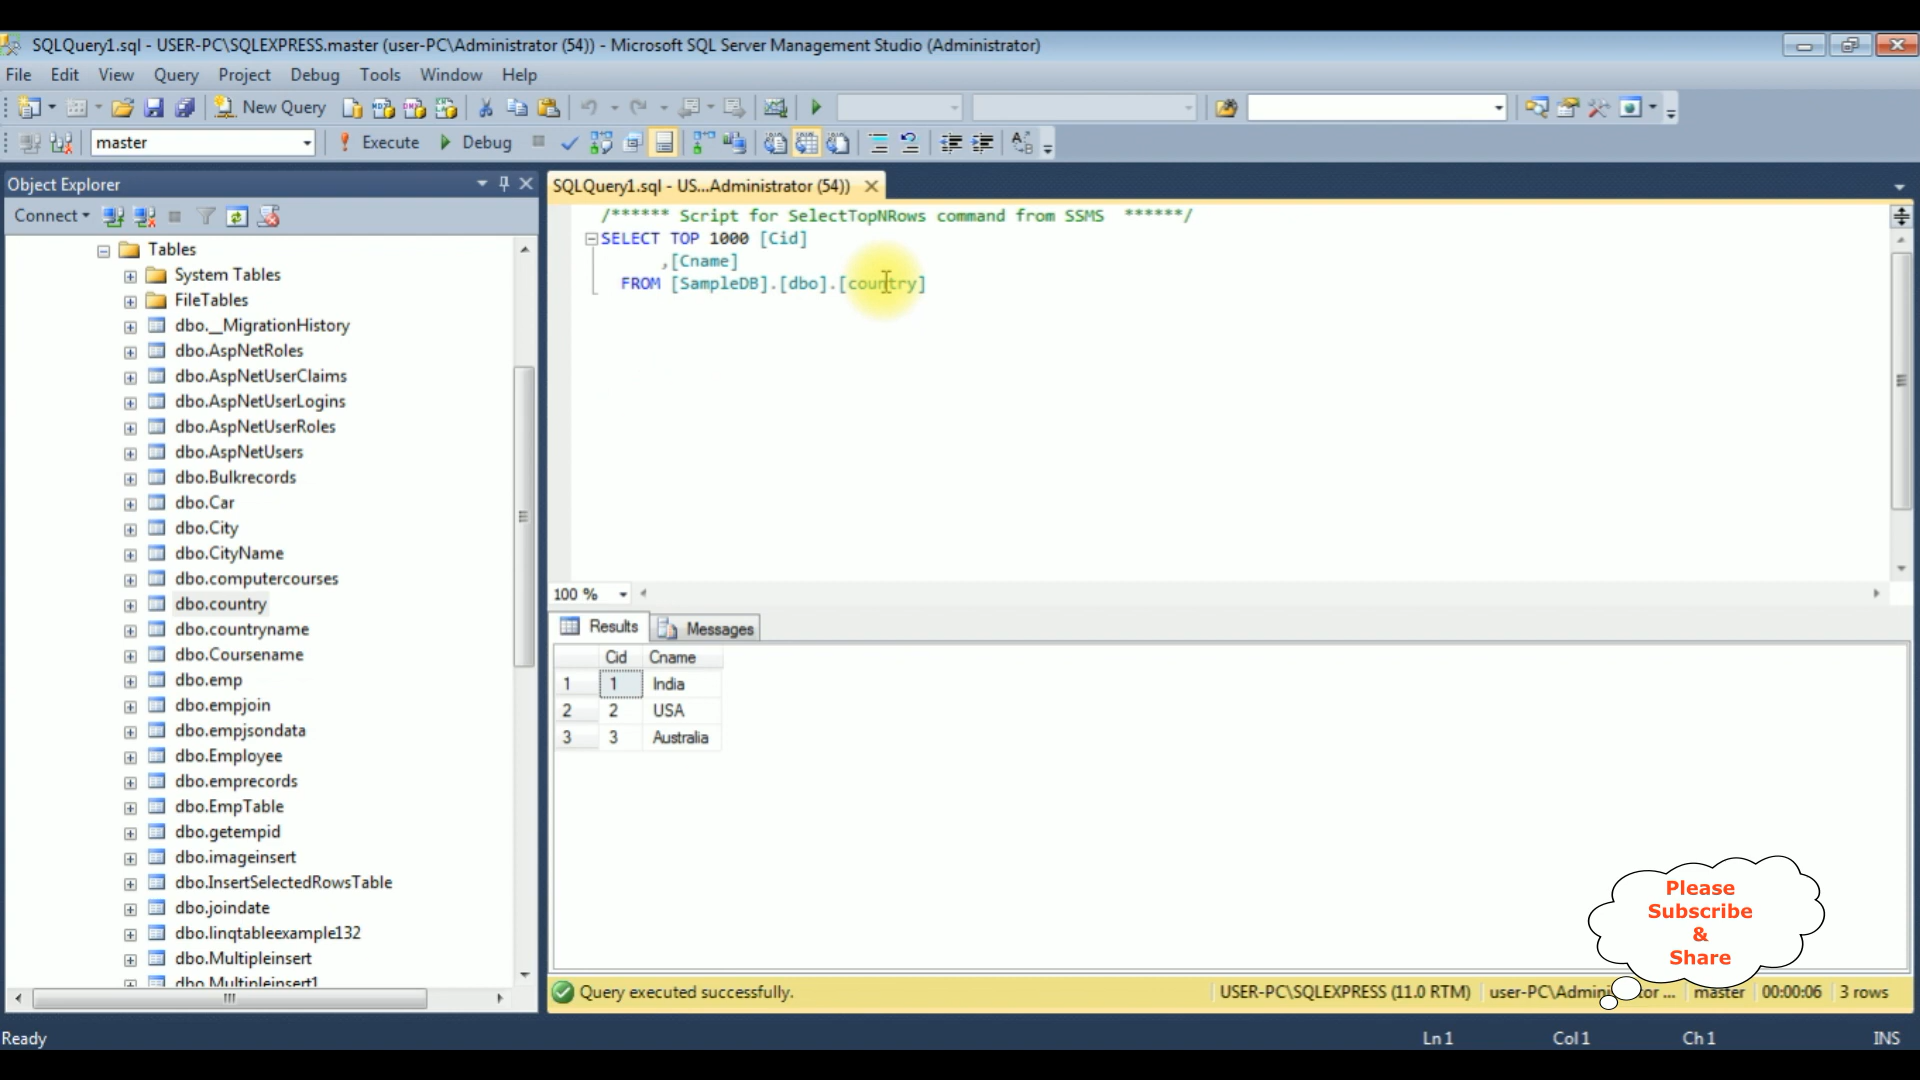 SQLQuery1.sql - USER-PC\SQLEXPRESS.master (user-PC\Administrator (54)) - Microsoft SQL Server Management Studio (Administrator)
File Edit View Query Project Debug Tools Window Help
New Query
master Execute Debug
Object Explorer
Connect
Tables
System Tables
FileTables
dbo.__MigrationHistory
dbo.AspNetRoles
dbo.AspNetUserClaims
dbo.AspNetUserLogins
dbo.AspNetUserRoles
dbo.AspNetUsers
dbo.Bulkrecords
dbo.Car
dbo.City
dbo.CityName
dbo.computercourses
dbo.country
dbo.countryname
dbo.Coursename
dbo.emp
dbo.empjoin
dbo.empjsondata
dbo.Employee
dbo.emprecords
dbo.EmpTable
dbo.getempid
dbo.imageinsert
dbo.InsertSelectedRowsTable
dbo.joindate
dbo.linqtableexample132
dbo.Multipleinsert
dbo.Multipleinsert1
SQLQuery1.sql - US...Administrator (54))
/****** Script for SelectTopNRows command from SSMS ******/
SELECT TOP 1000 [Cid]
,[Cname]
FROM [SampleDB].[dbo].[country]
100 %
Results Messages
Cid Cname
1 1 India
2 2 USA
3 3 Australia
Please
Subscribe
&
Share
Query executed successfully. USER-PC\SQLEXPRESS (11.0 RTM) user-PC\Admini tor ... master 00:00:06 3 rows
Ready Ln 1 Col 1 Ch 1 INS